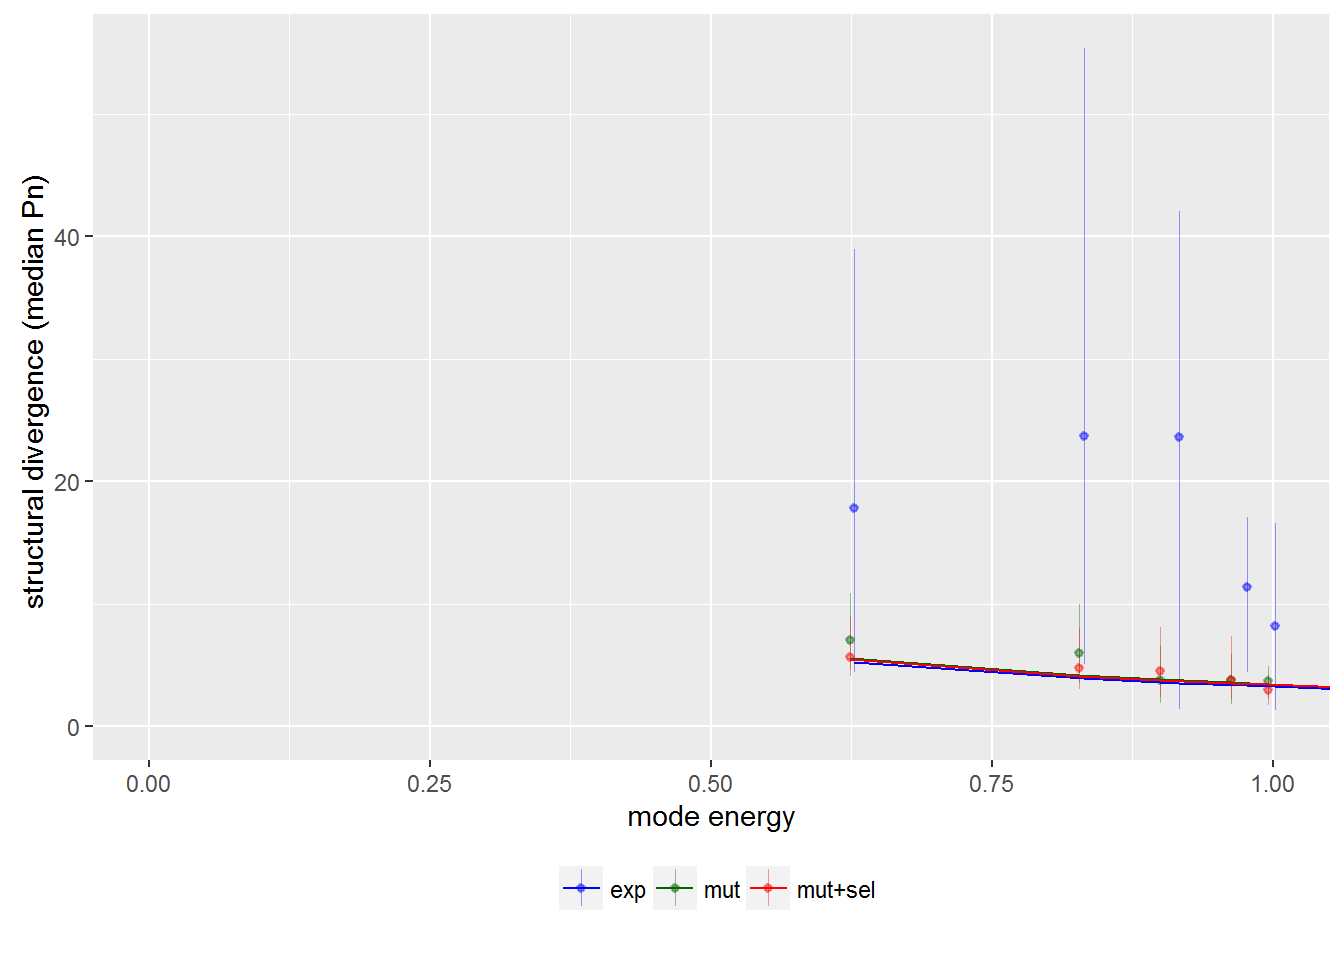 structural divergence (median Pn)
40
20
0
0.00 0.25 0.50 0.75 1.00
mode energy
exp mut mut+sel